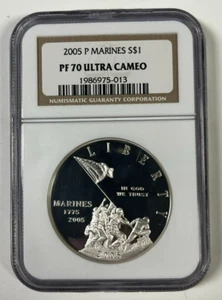 2005 P MARINES S$1
PF 70 ULTRA CAMEO
1986975-013
NUMISMATIC GUARANTY CORPORATION
LIBERTY
IN GOD
WE TRUST
MARINES
1775
2005